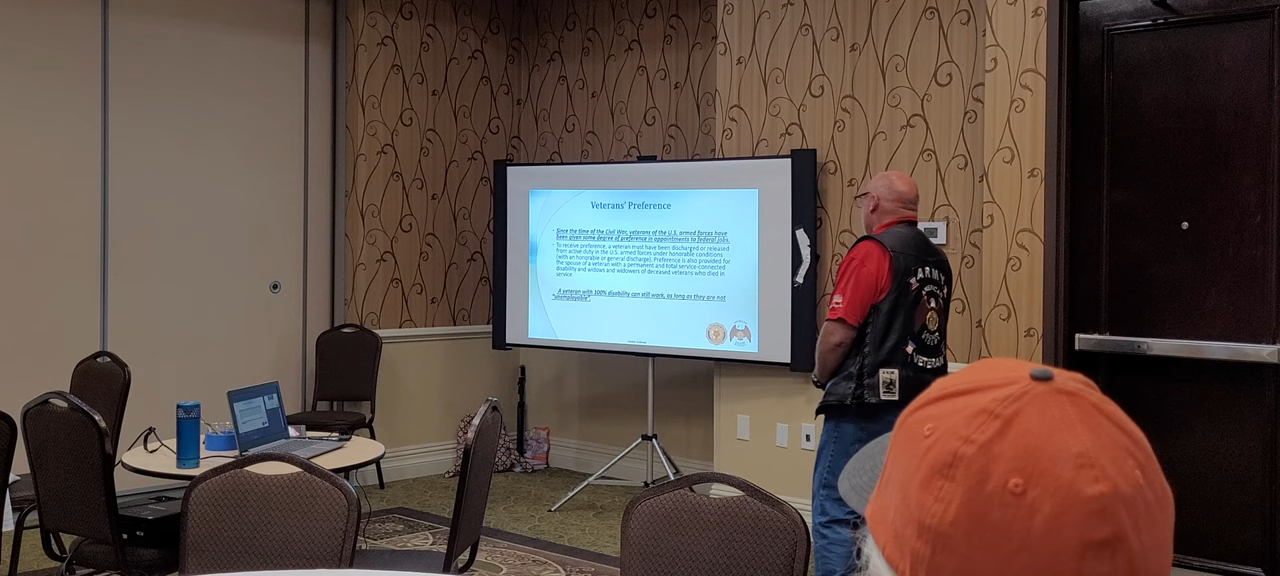 Veterans' Preference
Since the time of the Civil War, veterans of the U.S. armed forces have
been given some degree of preference in appointments to federal jobs.
To receive preference, a veteran must have been discharged or released
from active duty in the U.S. armed forces under honorable conditions
(with an honorable or general discharge). Preference is also provided for
the spouse of a veteran with a permanent and total service-connected
disability and widows and widowers of deceased veterans who died in
service.
A veteran with 100% disability can still work, as long as they are not
"unemployable".
ARMY
VETERAN